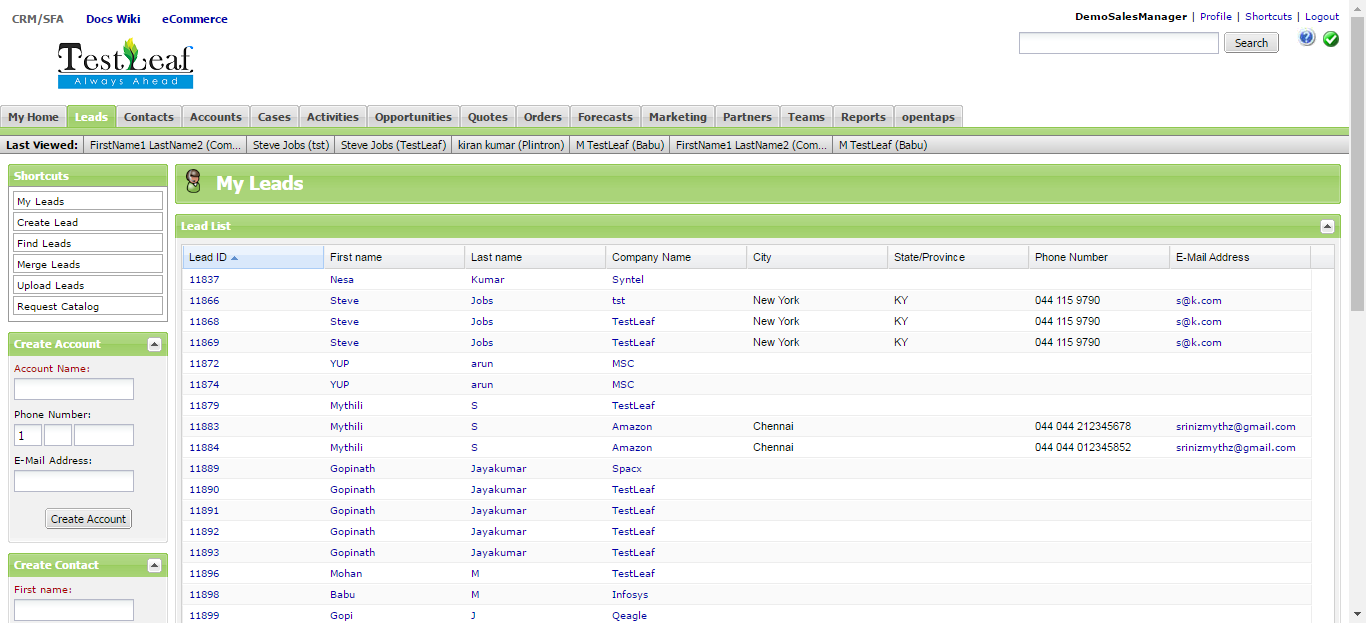 CRM/SFA Docs Wiki eCommerce
DemoSalesManager | Profile | Shortcuts | Logout
TestLeaf
Always Ahead
Search
My Home Leads Contacts Accounts Cases Activities Opportunities Quotes Orders Forecasts Marketing Partners Teams Reports opentaps
Last Viewed: FirstName1 LastName2 (Com... Steve Jobs (tst) Steve Jobs (TestLeaf) kiran kumar (Plintron) M TestLeaf (Babu) FirstName1 LastName2 (Com... M TestLeaf (Babu)
Shortcuts
My Leads
Create Lead
Find Leads
Merge Leads
Upload Leads
Request Catalog
Create Account
Account Name:
Phone Number:
1
E-Mail Address:
Create Account
Create Contact
First name:
My Leads
Lead List
Lead ID First name Last name Company Name City State/Province Phone Number E-Mail Address
11837 Nesa Kumar Syntel
11866 Steve Jobs tst New York KY 044 115 9790 s@k.com
11868 Steve Jobs TestLeaf New York KY 044 115 9790 s@k.com
11869 Steve Jobs TestLeaf New York KY 044 115 9790 s@k.com
11872 YUP arun MSC
11874 YUP arun MSC
11879 Mythili S TestLeaf
11883 Mythili S Amazon Chennai 044 044 212345678 srinizmythz@gmail.com
11884 Mythili S Amazon Chennai 044 044 012345852 srinizmythz@gmail.com
11889 Gopinath Jayakumar Spacx
11890 Gopinath Jayakumar TestLeaf
11891 Gopinath Jayakumar TestLeaf
11892 Gopinath Jayakumar TestLeaf
11893 Gopinath Jayakumar TestLeaf
11896 Mohan M TestLeaf
11898 Babu M Infosys
11899 Gopi J Qeagle